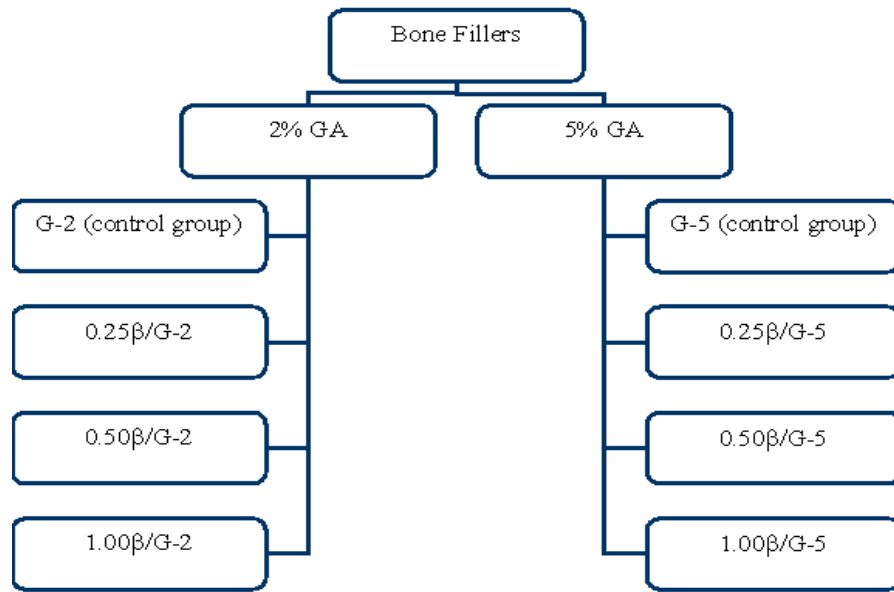 Bone Fillers
2% GA
5% GA
G-2 (control group)
G-5 (control group)
0.25β/G-2
0.25β/G-5
0.50β/G-2
0.50β/G-5
1.00β/G-2
1.00β/G-5